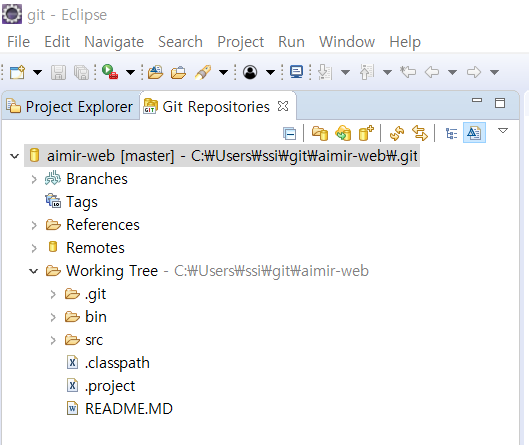 git - Eclipse
File Edit Navigate Search Project Run Window Help
Project Explorer Git Repositories
aimir-web [master] - C:₩Users₩ssi₩git₩aimir-web₩.git
Branches
Tags
References
Remotes
Working Tree - C:₩Users₩ssi₩git₩aimir-web
.git
bin
src
.classpath
.project
README.MD